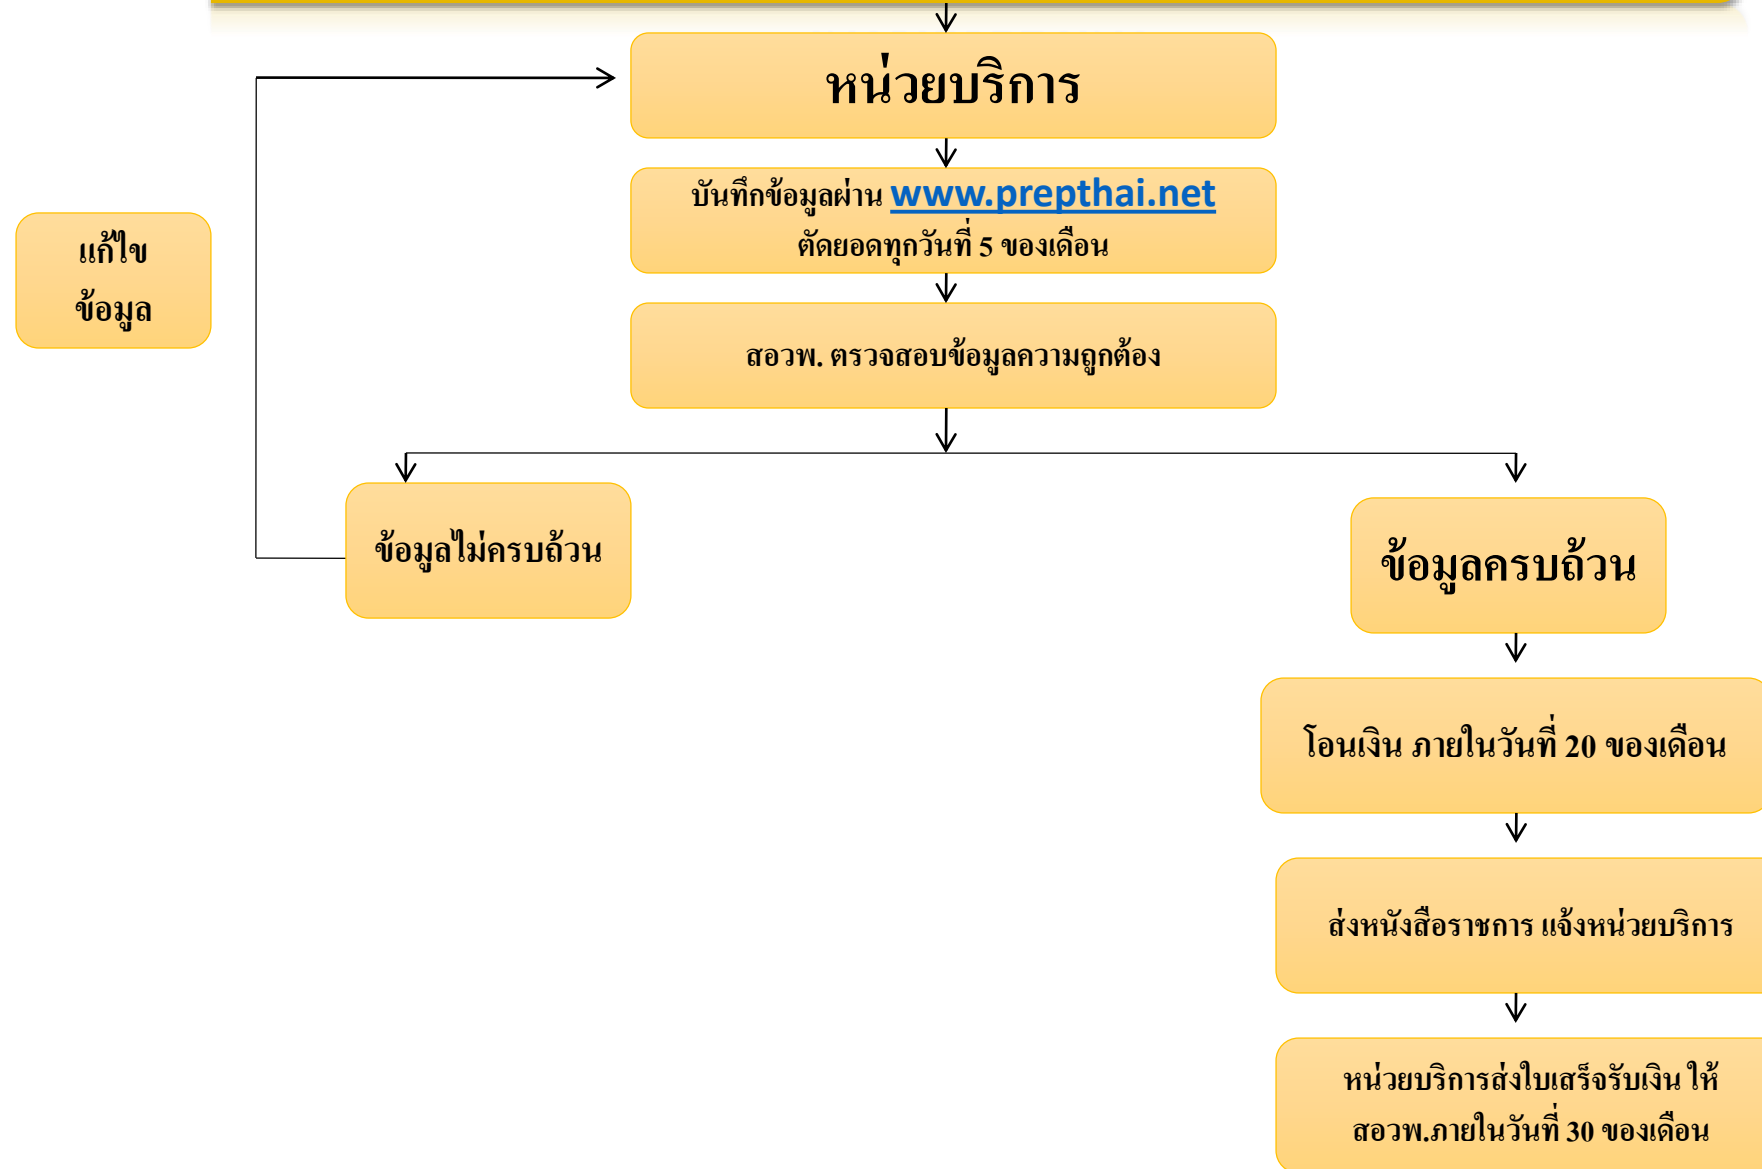 หน่วยบริการ
บันทึกข้อมูลผ่าน www.prepthai.net
ตัดยอดทุกวันที่ 5 ของเดือน
แก้ไข
ข้อมูล
สอวพ. ตรวจสอบข้อมูลความถูกต้อง
ข้อมูลไม่ครบถ้วน
ข้อมูลครบถ้วน
โอนเงิน ภายในวันที่ 20 ของเดือน
ส่งหนังสือราชการ แจ้งหน่วยบริการ
หน่วยบริการส่งใบเสร็จรับเงิน ให้
สอวพ.ภายในวันที่ 30 ของเดือน